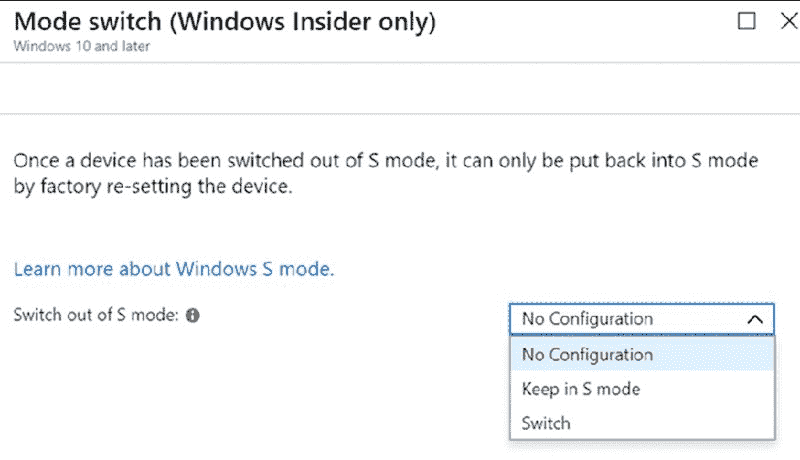 Mode switch (Windows Insider only)
Windows 10 and later
Once a device has been switched out of S mode, it can only be put back into S mode
by factory re-setting the device.
Learn more about Windows S mode.
Switch out of S mode:
No Configuration
No Configuration
Keep in S mode
Switch